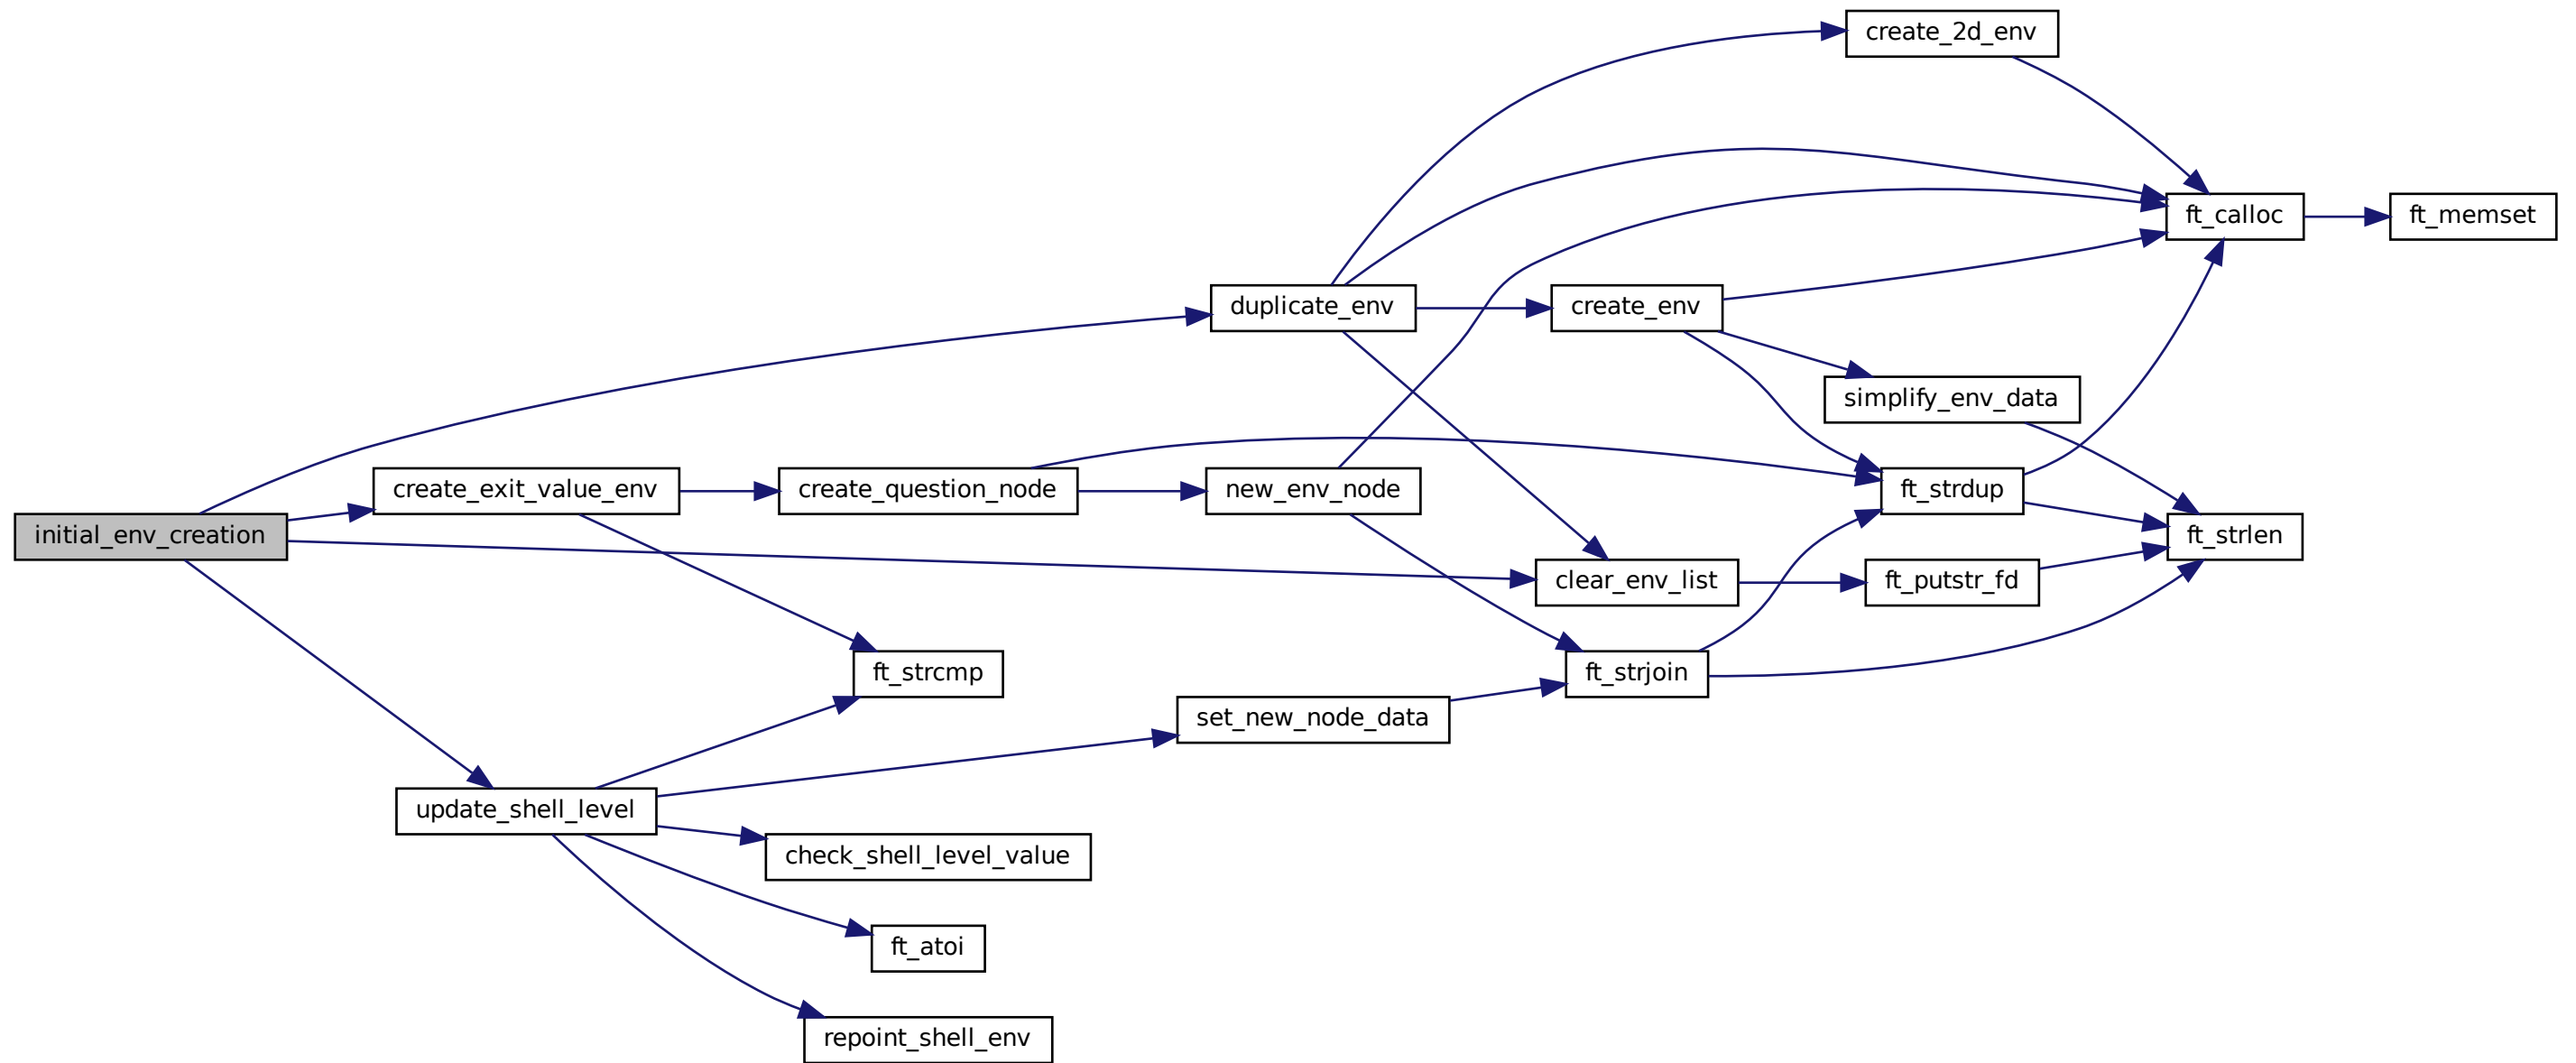 create_2d_env
ft_calloc
ft_memset
duplicate_env
create_env
simplify_env_data
create_exit_value_env
create_question_node
new_env_node
ft_strdup
initial_env_creation
ft_strlen
clear_env_list
ft_putstr_fd
ft_strcmp
ft_strjoin
set_new_node_data
update_shell_level
check_shell_level_value
ft_atoi
repoint_shell_env